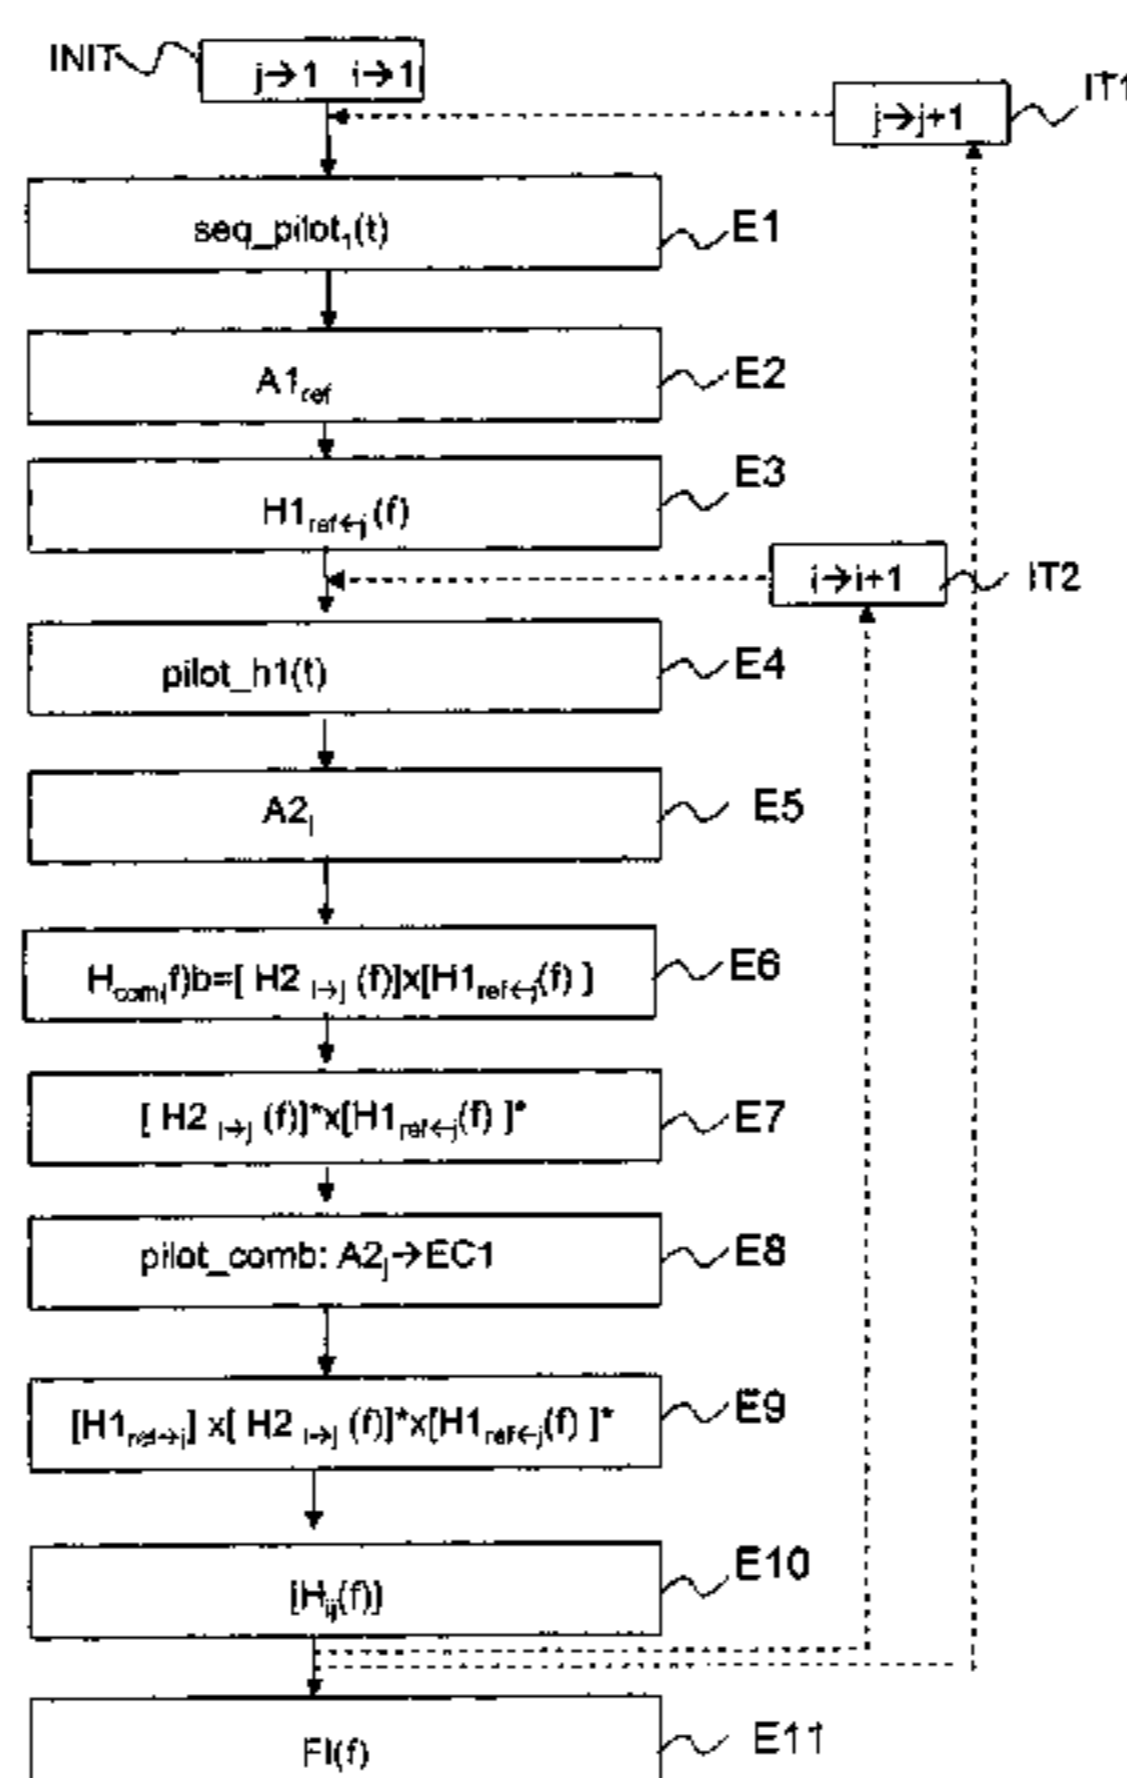 INIT
j→1 i→1
IT1
j→j+1
seq_pilot₁(t)
E1
A1ref
E2
H1ref←j (f)
E3
i→i+1
IT2
pilot_h1(t)
E4
A2j
E5
Hcom(f)b=[ H2 i→j (f)]x[H1ref←j(f) ]
E6
[ H2 i→j (f)]*x[H1ref←j(f) ]*
E7
pilot_comb: A2j→EC1
E8
[H1ref→j] x[ H2 i→j (f)]*x[H1ref←j(f) ]*
E9
[Hij(f)]
E10
FI(f)
E11